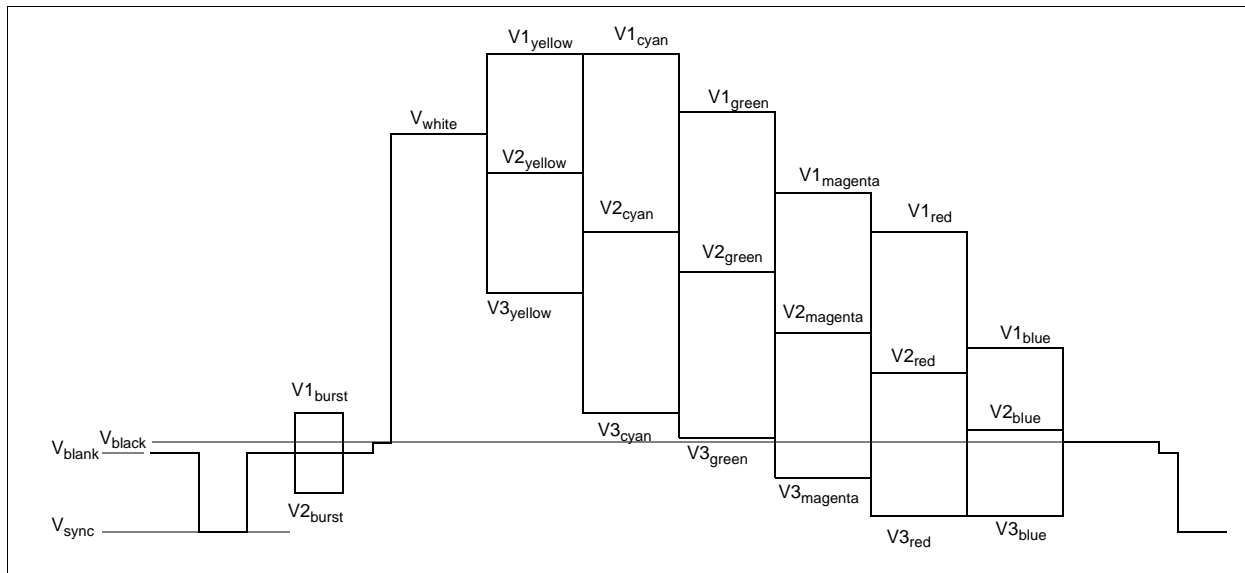 V1yellow
V1cyan
V1green
Vwhite
V2yellow
V1magenta
V2cyan
V1red
V2green
V3yellow
V2magenta
V1blue
V2red
V1burst
V2blue
V3cyan
Vblack
Vblank
V3green
V3magenta
V2burst
Vsync
V3red
V3blue